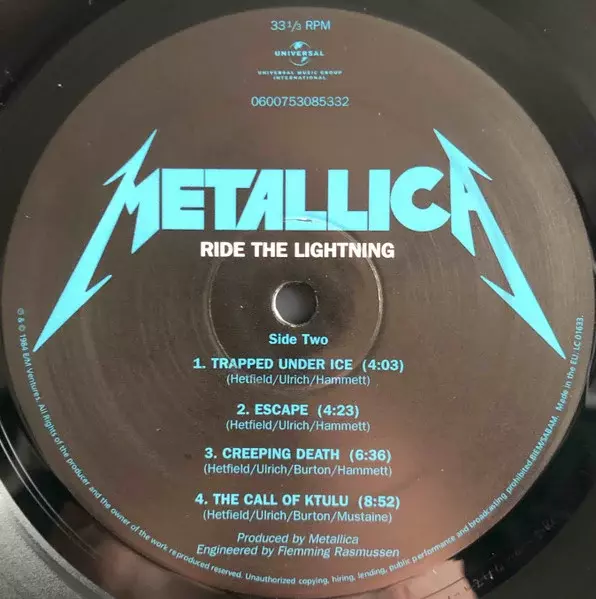 33 1/3 RPM
UNIVERSAL
UNIVERSAL MUSIC GROUP
INTERNATIONAL
0600753085332
METALLICA
RIDE THE LIGHTNING
Side Two
1. TRAPPED UNDER ICE (4:03)
(Hetfield/Ulrich/Hammett)
2. ESCAPE (4:23)
(Hetfield/Ulrich/Hammett)
3. CREEPING DEATH (6:36)
(Hetfield/Ulrich/Burton/Hammett)
4. THE CALL OF KTULU (8:52)
(Hetfield/Ulrich/Burton/Mustaine)
Produced by Metallica
Engineered by Flemming Rasmussen
℗ & © 1984 E/M Ventures. All Rights of the producer and the owner of the work reproduced reserved. Unauthorized copying, hiring, lending, public performance and broadcasting prohibited BIEM/SABAM. Made in the EU. LC 01633.